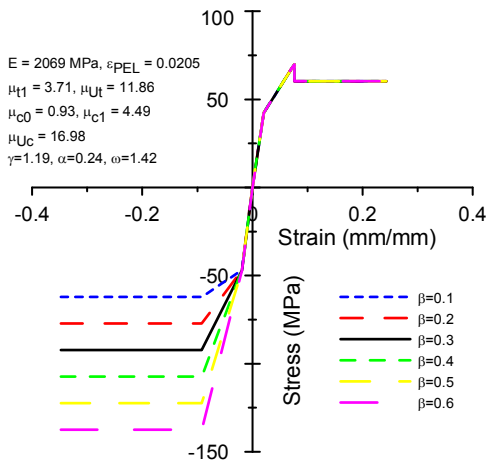 100
E = 2069 MPa, εPEL = 0.0205
μt1 = 3.71, μUt = 11.86
μc0 = 0.93, μc1 = 4.49
μUc = 16.98
γ=1.19, α=0.24, ω=1.42
50
-0.4 -0.2 0 0.2 0.4
Strain (mm/mm)
-50
Stress (MPa)
β=0.1
β=0.2
β=0.3
β=0.4
β=0.5
β=0.6
-150